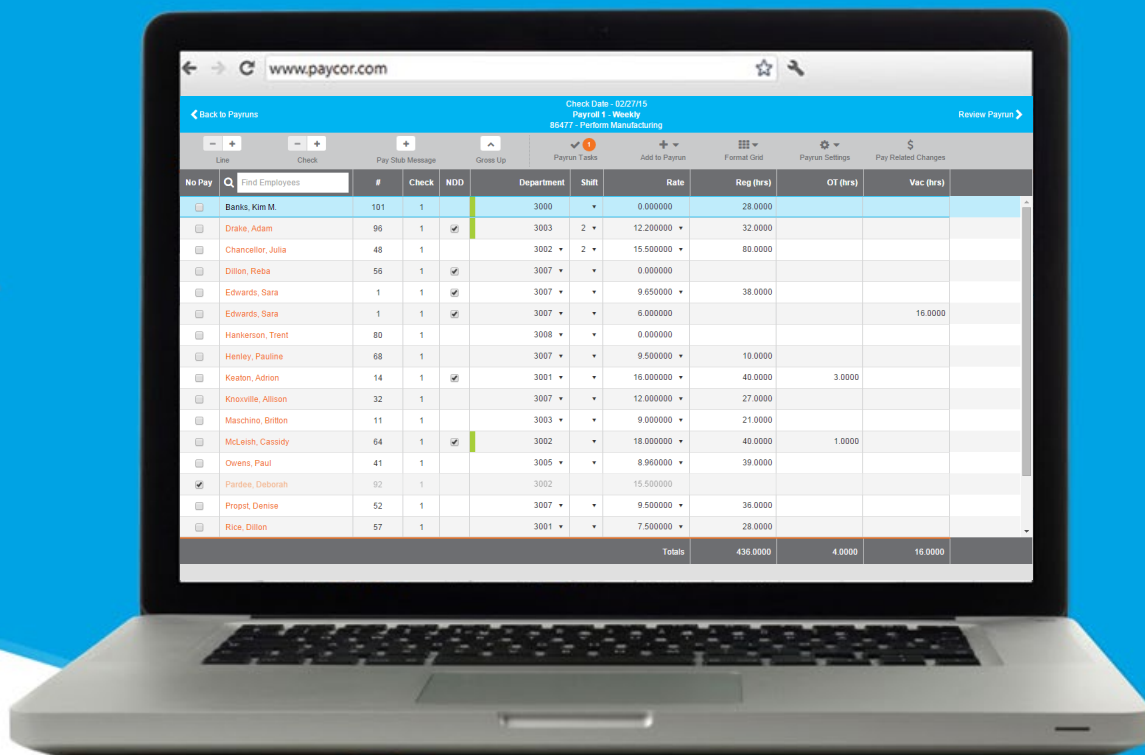 www.paycor.com
Check Date - 02/27/15
Back to Payruns Payroll 1 - Weekly Review Payrun
86477 - Perform Manufacturing
- + - + + 1
Line Check Pay Stub Message Gross Up Payrun Tasks Add to Payrun Format Grid Payrun Settings $ Pay Related Changes
No Pay Find Employees # Check NDD Department Shift Rate Reg (hrs) OT (hrs) Vac (hrs)
Banks, Kim M. 101 1 3000 0.000000 28.0000
Drake, Adam 96 1 3003 2 12.200000 32.0000
Chancellor, Julia 48 1 3002 2 15.500000 80.0000
Dillon, Reba 56 1 3007 0.000000
Edwards, Sara 1 1 3007 9.650000 38.0000
Edwards, Sara 1 1 3007 6.000000 16.0000
Hankerson, Trent 80 1 3008 0.000000
Henley, Pauline 68 1 3007 9.500000 10.0000
Keaton, Adrion 14 1 3001 16.000000 40.0000 3.0000
Knoxville, Allison 32 1 3007 12.000000 27.0000
Maschino, Britton 11 1 3003 9.000000 21.0000
McLeish, Cassidy 64 1 3002 18.000000 40.0000 1.0000
Owens, Paul 41 1 3005 8.960000 39.0000
Pardee, Deborah 92 1 3002 15.500000
Propst, Denise 52 1 3007 9.500000 36.0000
Rice, Dillon 57 1 3001 7.500000 28.0000
Totals 436.0000 4.0000 16.0000